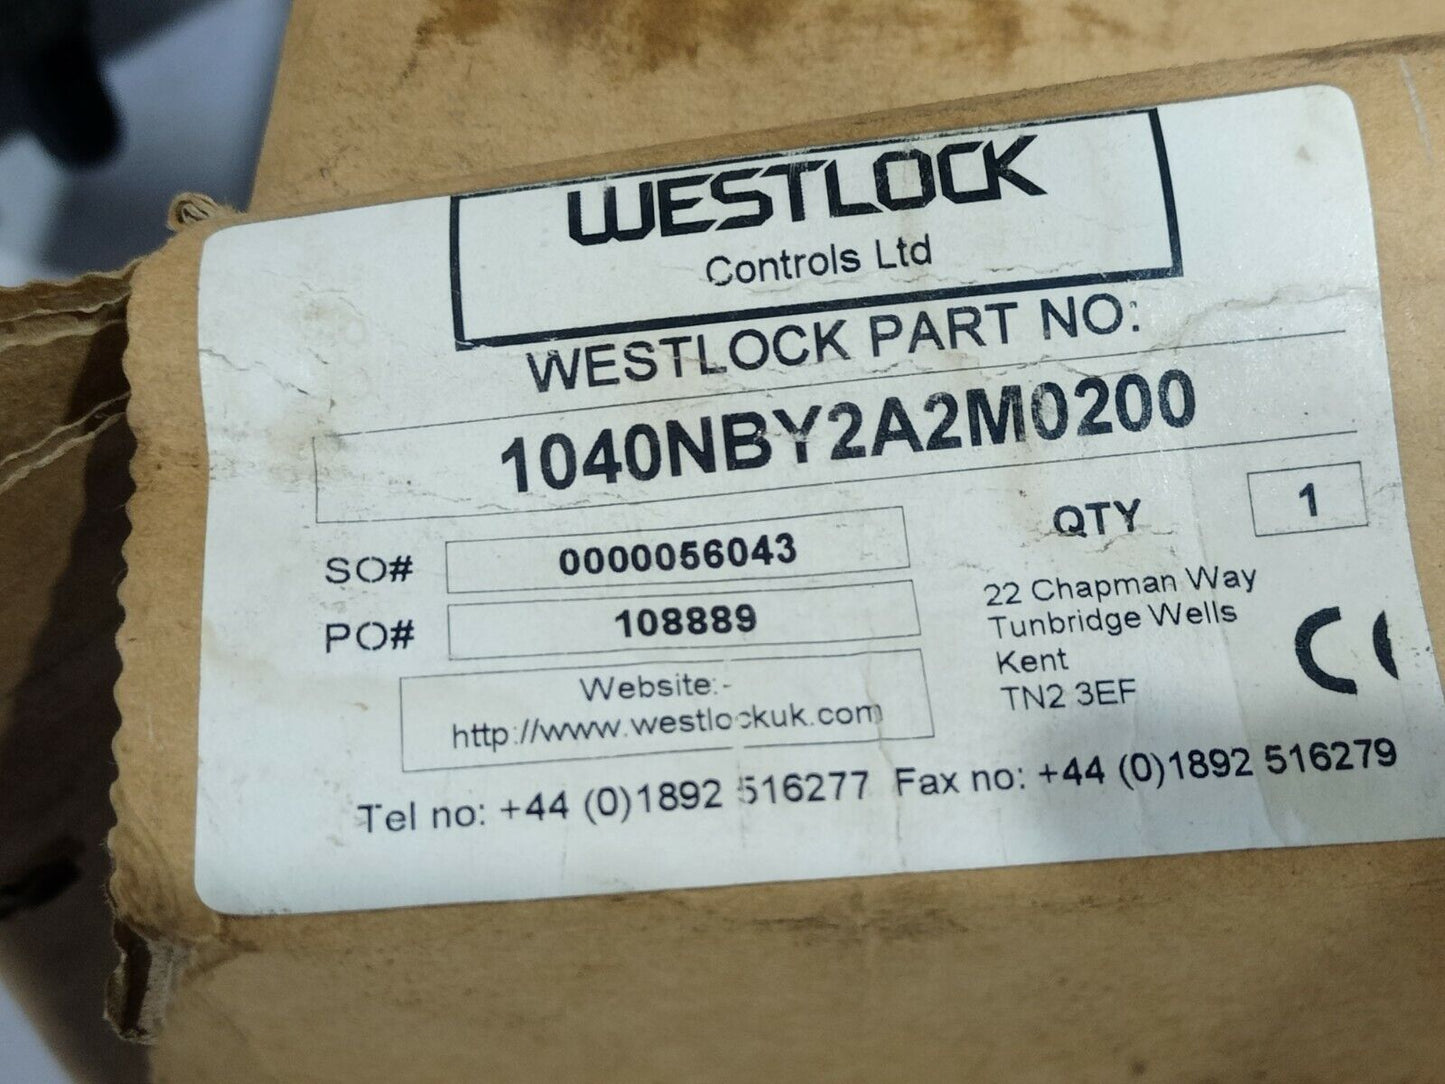 WESTLOCK
Controls Ltd
WESTLOCK PART NO:
1040NBY2A2M0200
QTY 1
SO# 0000056043
PO# 108889
22 Chapman Way
Tunbridge Wells
Kent
TN2 3EF
CE
Website:-
http://www.westlockuk.com
Tel no: +44 (0)1892 516277 Fax no: +44 (0)1892 516279